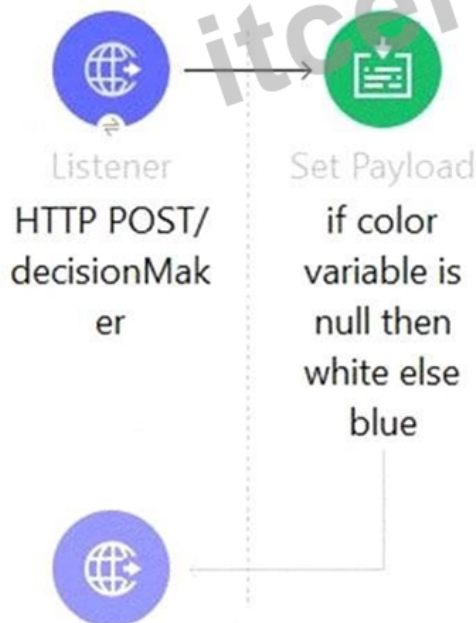 Listener
Set Payload
HTTP POST/
decisionMak
er
if color
variable is
null then
white else
blue